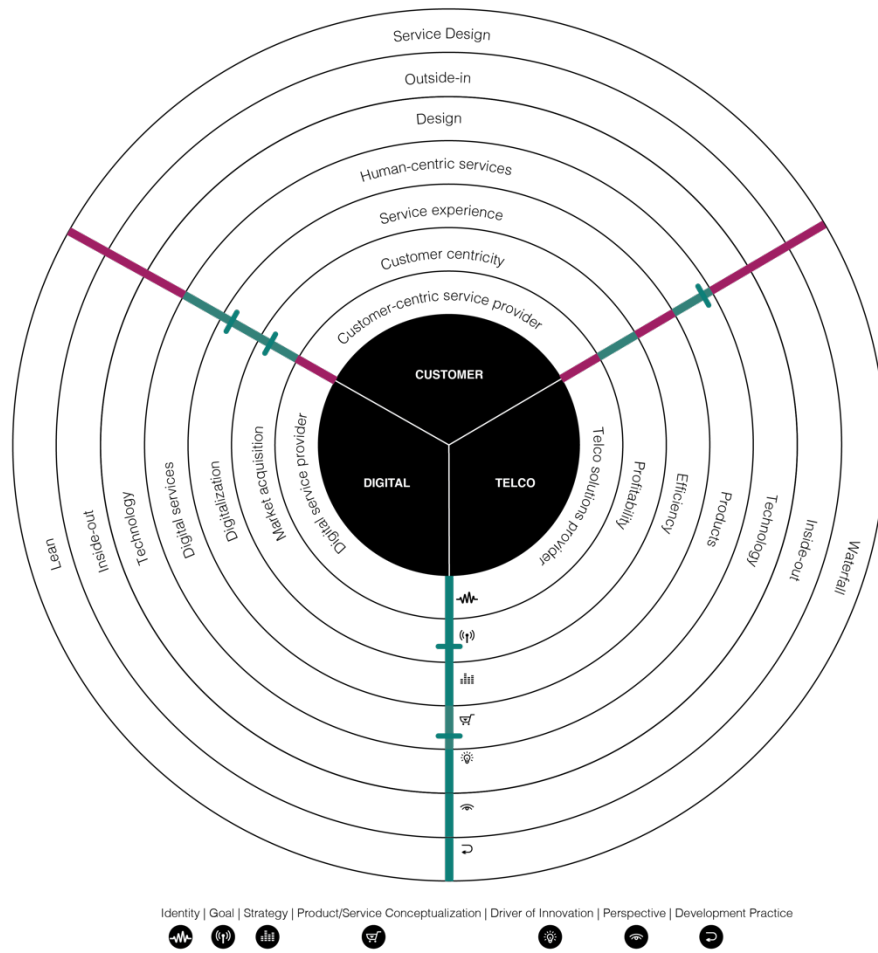 Service Design
Outside-in
Design
Human-centric services
Service experience
Customer centricity
Customer-centric service provider
CUSTOMER
DIGITAL
TELCO
Digital service provider
Market acquisition
Digitalization
Digital services
Technology
Inside-out
Lean
Telco solutions provider
Profitability
Efficiency
Products
Technology
Inside-out
Waterfall
Identity | Goal | Strategy | Product/Service Conceptualization | Driver of Innovation | Perspective | Development Practice